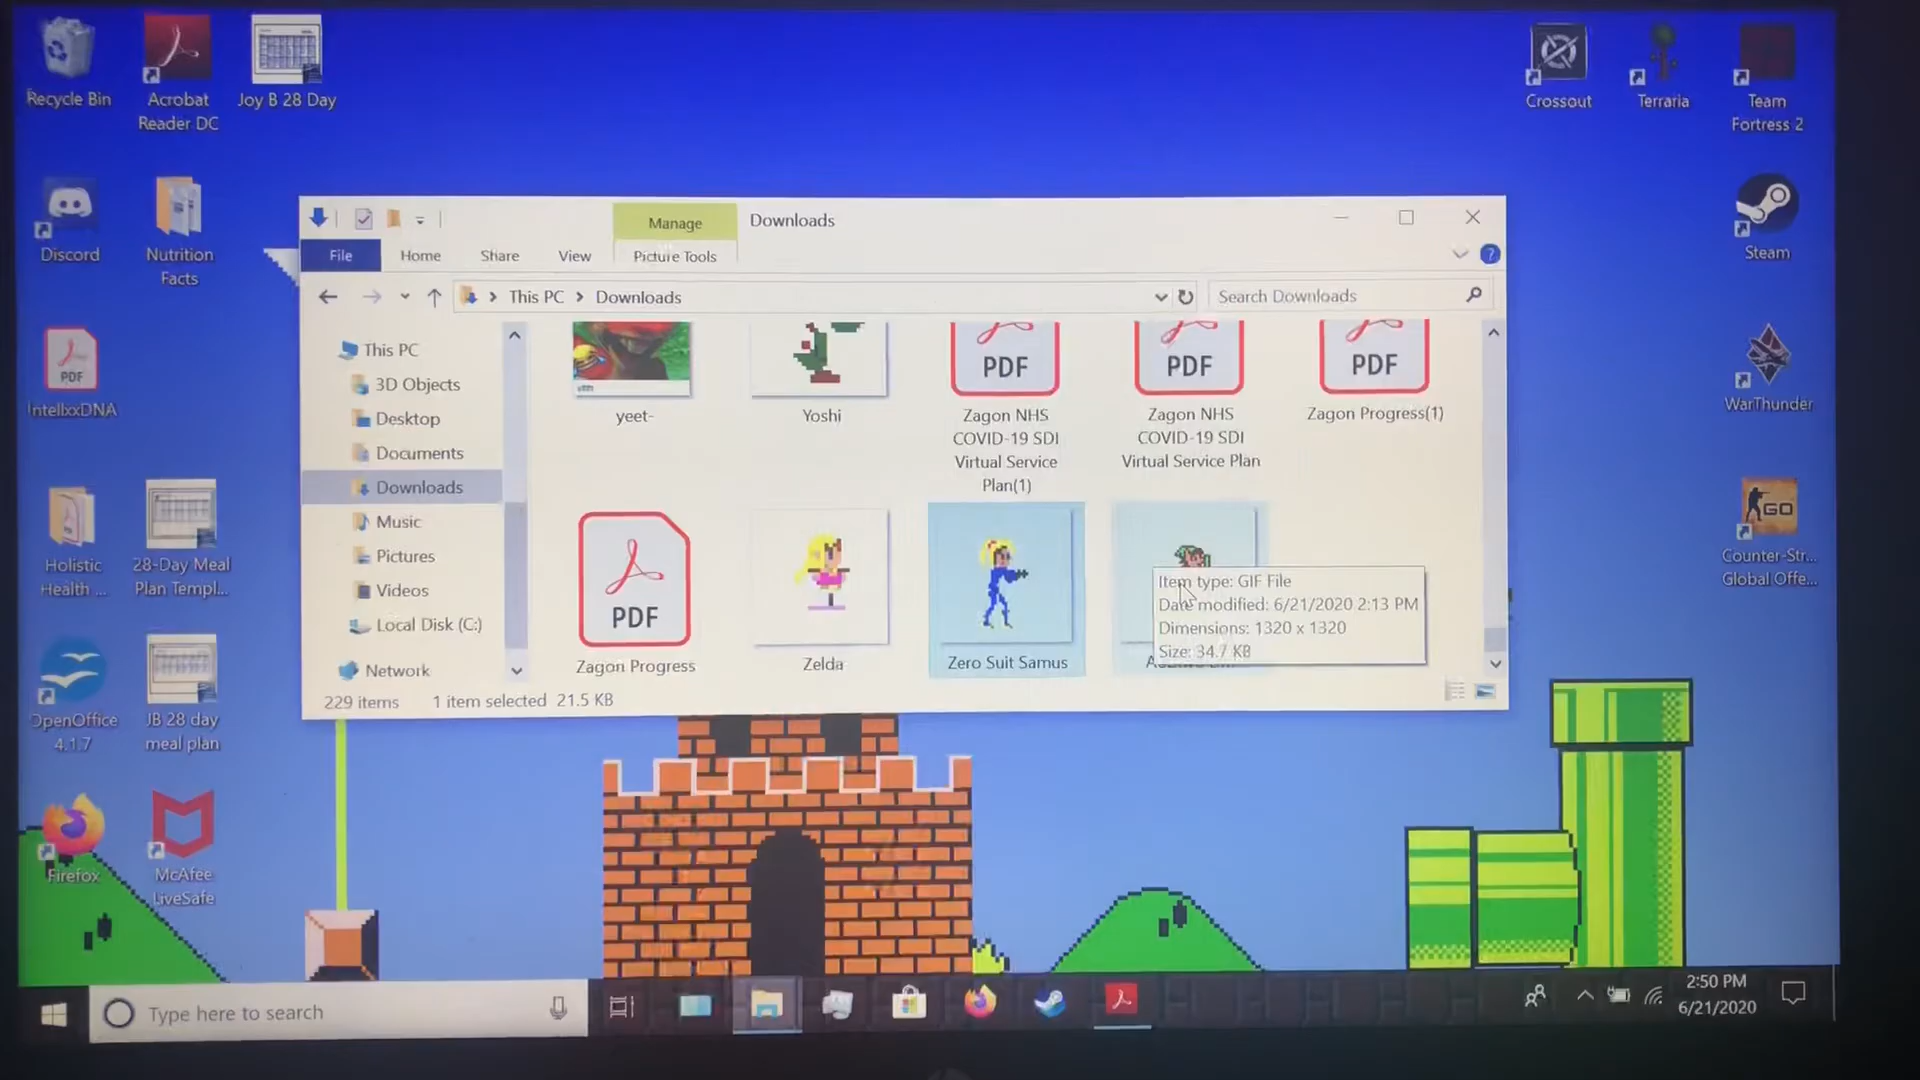 Recycle Bin
Acrobat
Reader DC
Joy B 28 Day
Crossout
Terraria
Team
Fortress 2
Discord
Nutrition
Facts
Steam
PDF
IntellxxDNA
WarThunder
Holistic
Health ...
28-Day Meal
Plan Templ...
GO
Counter-Str...
Global Offe...
OpenOffice
4.1.7
JB 28 day
meal plan
Firefox
McAfee
LiveSafe
Manage
Downloads
File
Home
Share
View
Picture Tools
This PC
Downloads
Search Downloads
This PC
3D Objects
Desktop
Documents
Downloads
Music
Pictures
Videos
Local Disk (C:)
Network
yeet-
Yoshi
PDF
Zagon NHS
COVID-19 SDI
Virtual Service
Plan(1)
PDF
Zagon NHS
COVID-19 SDI
Virtual Service Plan
PDF
Zagon Progress(1)
PDF
Zagon Progress
Zelda
Zero Suit Samus
Item type: GIF File
Date modified: 6/21/2020 2:13 PM
Dimensions: 1320 x 1320
Size: 34.7 KB
229 items
1 item selected 21.5 KB
Type here to search
2:50 PM
6/21/2020